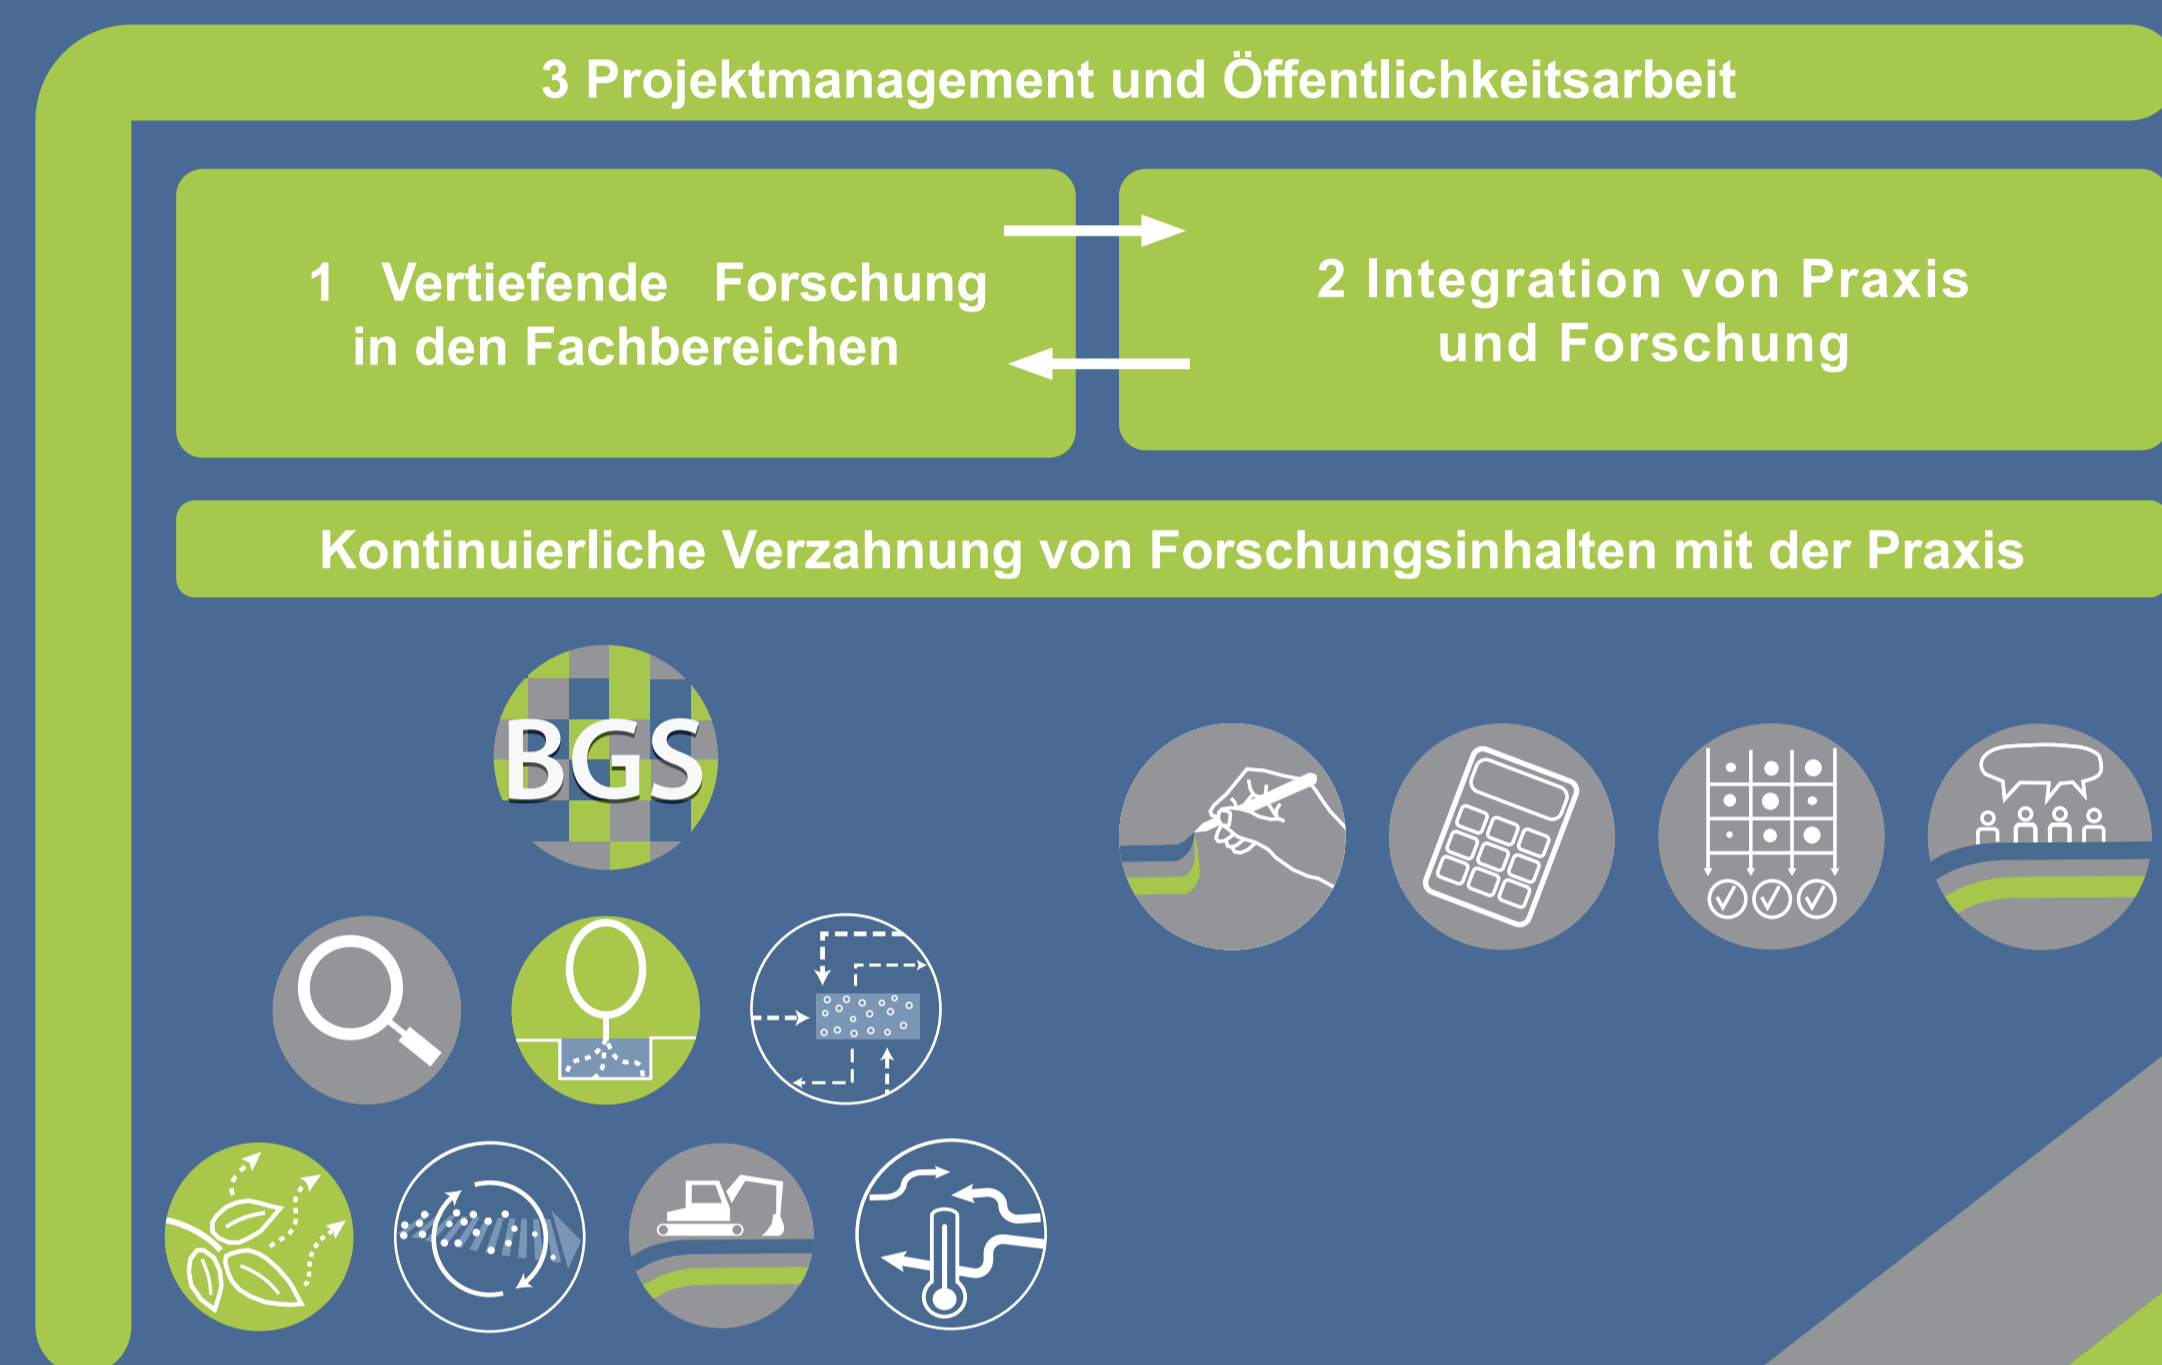 3 Projektmanagement und Öffentlichkeitsarbeit
1 Vertiefende Forschung
in den Fachbereichen
2 Integration von Praxis
und Forschung
Kontinuierliche Verzahnung von Forschungsinhalten mit der Praxis
BGS